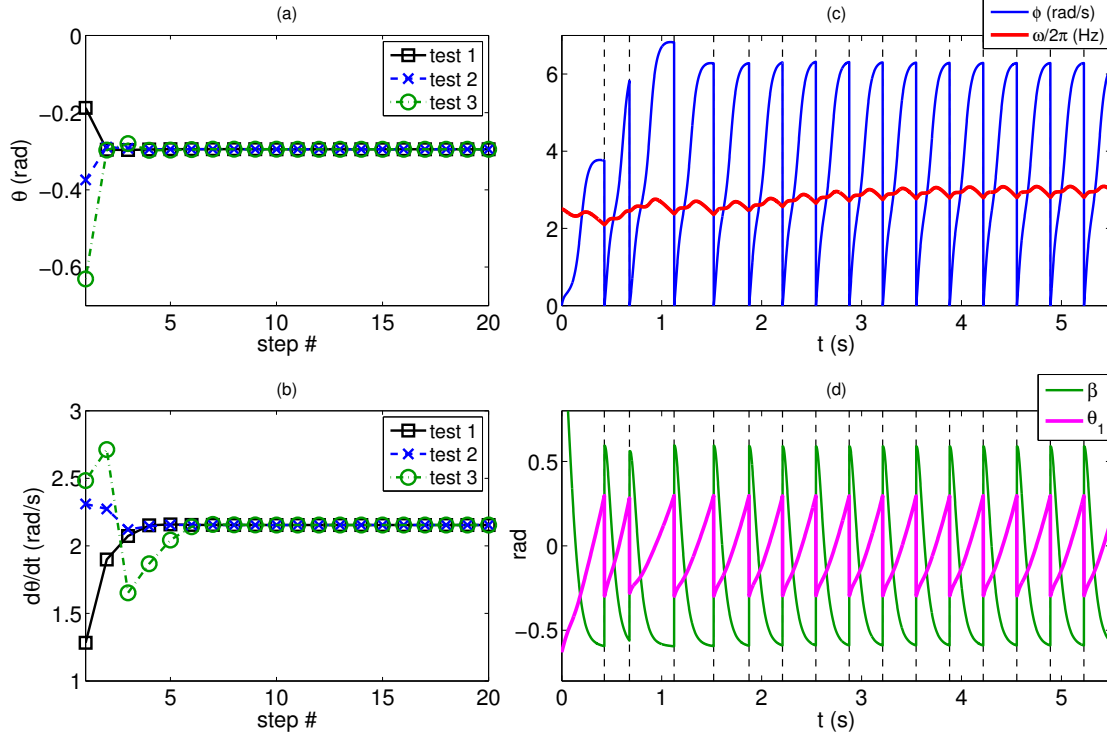 (a)
0
−0.2
−0.4
−0.6
θ (rad)
5
10
15
20
step #
test 1
test 2
test 3
(b)
3
2.5
2
1.5
1
dθ/dt (rad/s)
5
10
15
20
step #
test 1
test 2
test 3
(c)
6
4
2
0
0
1
2
3
4
5
t (s)
ϕ (rad/s)
ω/2π (Hz)
(d)
0.5
0
−0.5
rad
0
1
2
3
4
5
t (s)
β
θ1